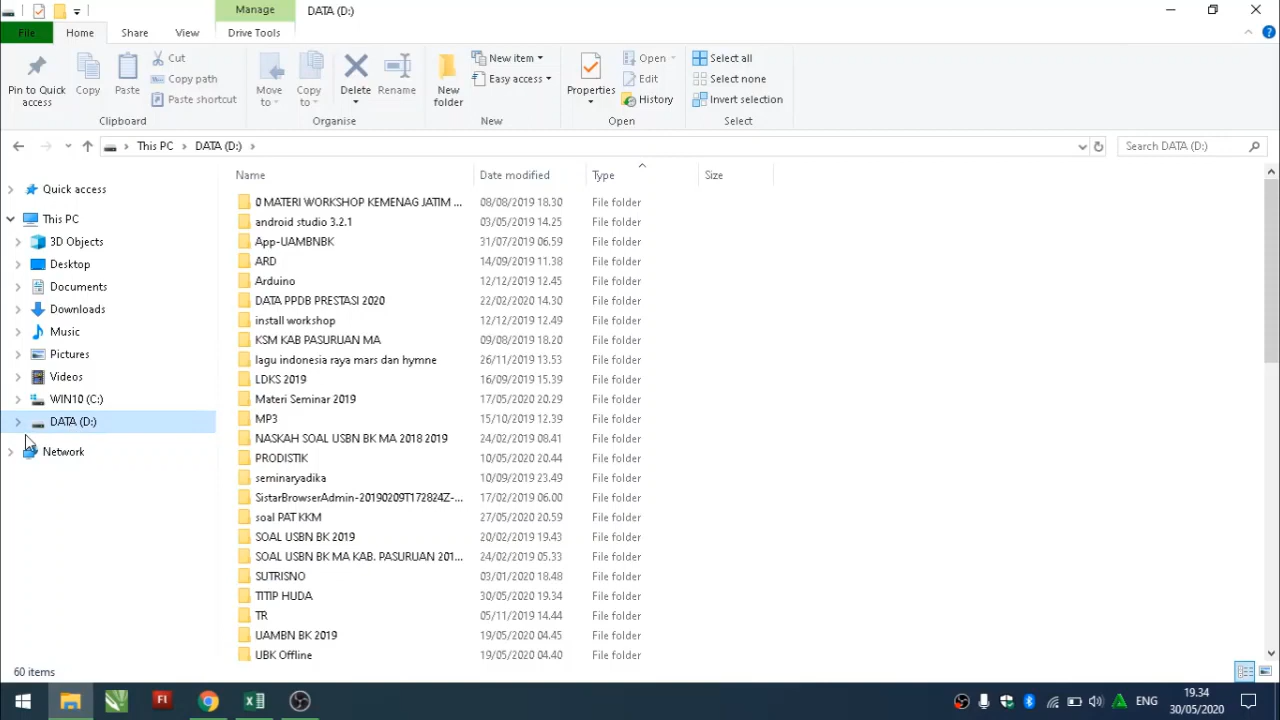 Manage
DATA (D:)
File
Home
Share
View
Drive Tools
Pin to Quick access
Copy
Paste
Cut
Copy path
Paste shortcut
Clipboard
Move to
Copy to
Delete
Rename
Organise
New folder
New item
Easy access
New
Properties
Open
Edit
History
Open
Select all
Select none
Invert selection
Select
This PC
DATA (D:)
Search DATA (D:)
Quick access
This PC
3D Objects
Desktop
Documents
Downloads
Music
Pictures
Videos
WIN10 (C:)
DATA (D:)
Network
Name Date modified Type Size
0 MATERI WORKSHOP KEMENAG JATIM ... 08/08/2019 18.30 File folder
android studio 3.2.1 03/05/2019 14.25 File folder
App-UAMBNBK 31/07/2019 06.59 File folder
ARD 14/09/2019 11.38 File folder
Arduino 12/12/2019 12.45 File folder
DATA PPDB PRESTASI 2020 22/02/2020 14.30 File folder
install workshop 12/12/2019 12.49 File folder
KSM KAB PASURUAN MA 09/08/2019 18.20 File folder
lagu indonesia raya mars dan hymne 26/11/2019 13.53 File folder
LDKS 2019 16/09/2019 15.39 File folder
Materi Seminar 2019 17/05/2020 20.29 File folder
MP3 15/10/2019 12.39 File folder
NASKAH SOAL USBN BK MA 2018 2019 24/02/2019 08.41 File folder
PRODISTIK 10/05/2020 20.44 File folder
seminaryadika 10/09/2019 23.49 File folder
SistarBrowserAdmin-20190209T172824Z-... 17/02/2019 06.00 File folder
soal PAT KKM 27/05/2020 20.59 File folder
SOAL USBN BK 2019 20/02/2019 19.43 File folder
SOAL USBN BK MA KAB. PASURUAN 201... 24/02/2019 05.33 File folder
SUTRISNO 03/01/2020 18.48 File folder
TITIP HUDA 30/05/2020 19.34 File folder
TR 05/11/2019 14.44 File folder
UAMBN BK 2019 19/05/2020 04.45 File folder
UBK Offline 19/05/2020 04.40 File folder
60 items
Fl
ENG
19.34
30/05/2020